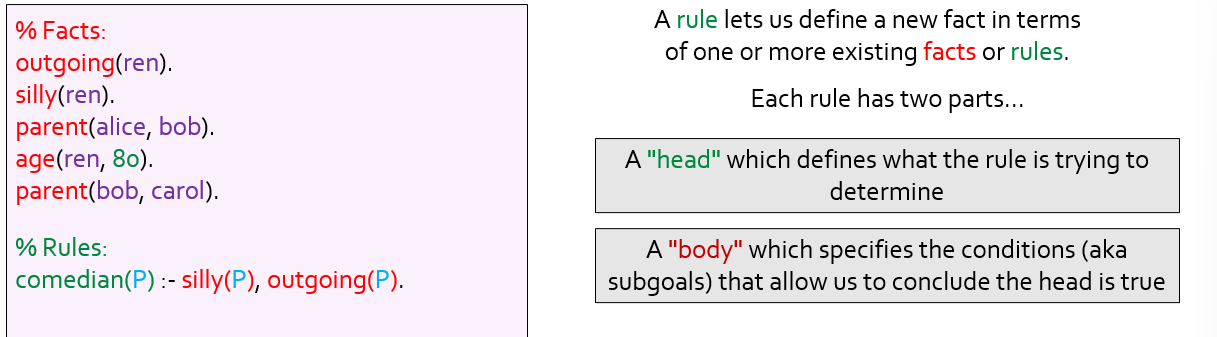 % Facts:
outgoing(ren).
silly(ren).
parent(alice, bob).
age(ren, 80).
parent(bob, carol).
% Rules:
comedian(P) :- silly(P), outgoing(P).
A rule lets us define a new fact in terms
of one or more existing facts or rules.
Each rule has two parts...
A "head" which defines what the rule is trying to
determine
A "body" which specifies the conditions (aka
subgoals) that allow us to conclude the head is true